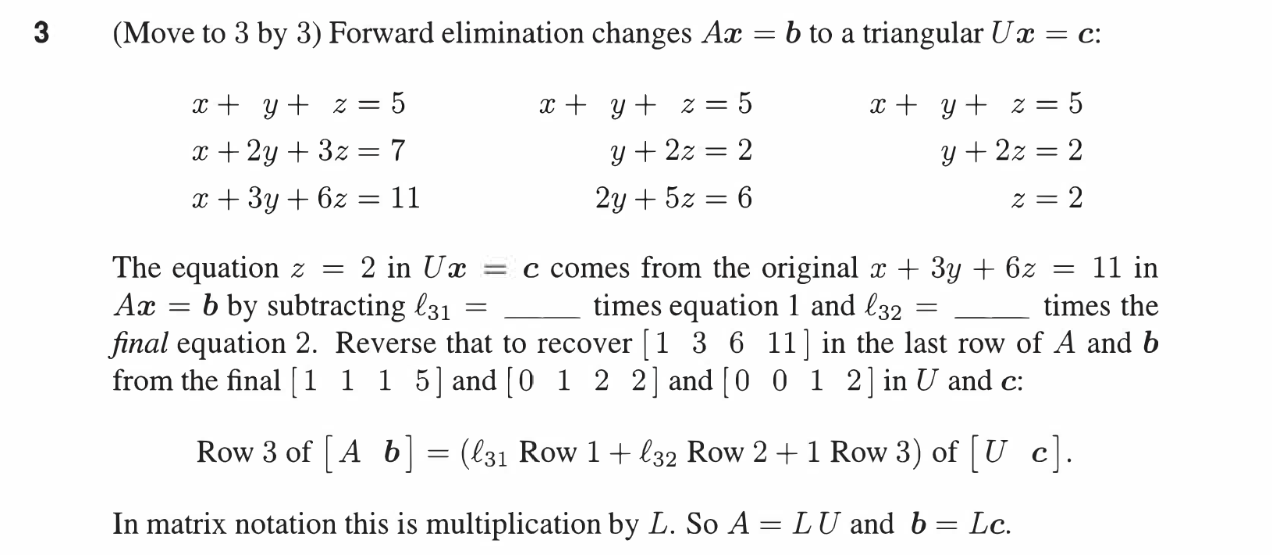 3 (Move to 3 by 3) Forward elimination changes Ax = b to a triangular Ux = c:
x + y + z = 5 x + y + z = 5 x + y + z = 5
x + 2y + 3z = 7 y + 2z = 2 y + 2z = 2
x + 3y + 6z = 11 2y + 5z = 6 z = 2
The equation z = 2 in Ux = c comes from the original x + 3y + 6z = 11 in
Ax = b by subtracting ℓ₃₁ = _____ times equation 1 and ℓ₃₂ = _____ times the
final equation 2. Reverse that to recover [1 3 6 11] in the last row of A and b
from the final [1 1 1 5] and [0 1 2 2] and [0 0 1 2] in U and c:
Row 3 of [A b] = (ℓ₃₁ Row 1 + ℓ₃₂ Row 2 + 1 Row 3) of [U c].
In matrix notation this is multiplication by L. So A = LU and b = Lc.